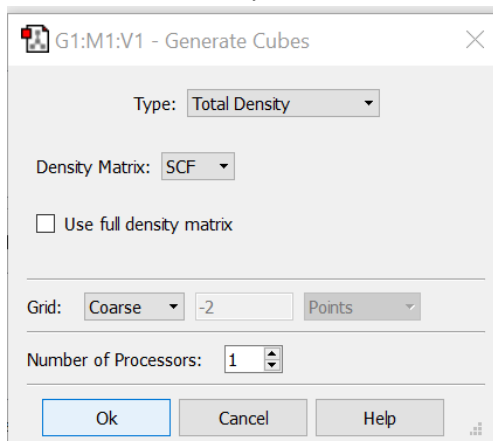 G1:M1:V1 - Generate Cubes
Type: Total Density
Density Matrix: SCF
Use full density matrix
Grid: Coarse -2 Points
Number of Processors: 1
Ok Cancel Help